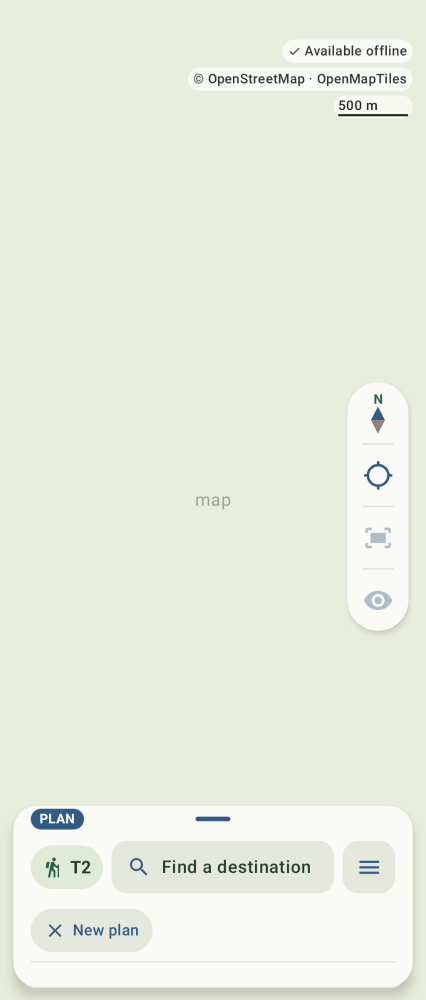 ✓ Available offline
© OpenStreetMap · OpenMapTiles
500 m
N
map
PLAN
T2
Find a destination
New plan